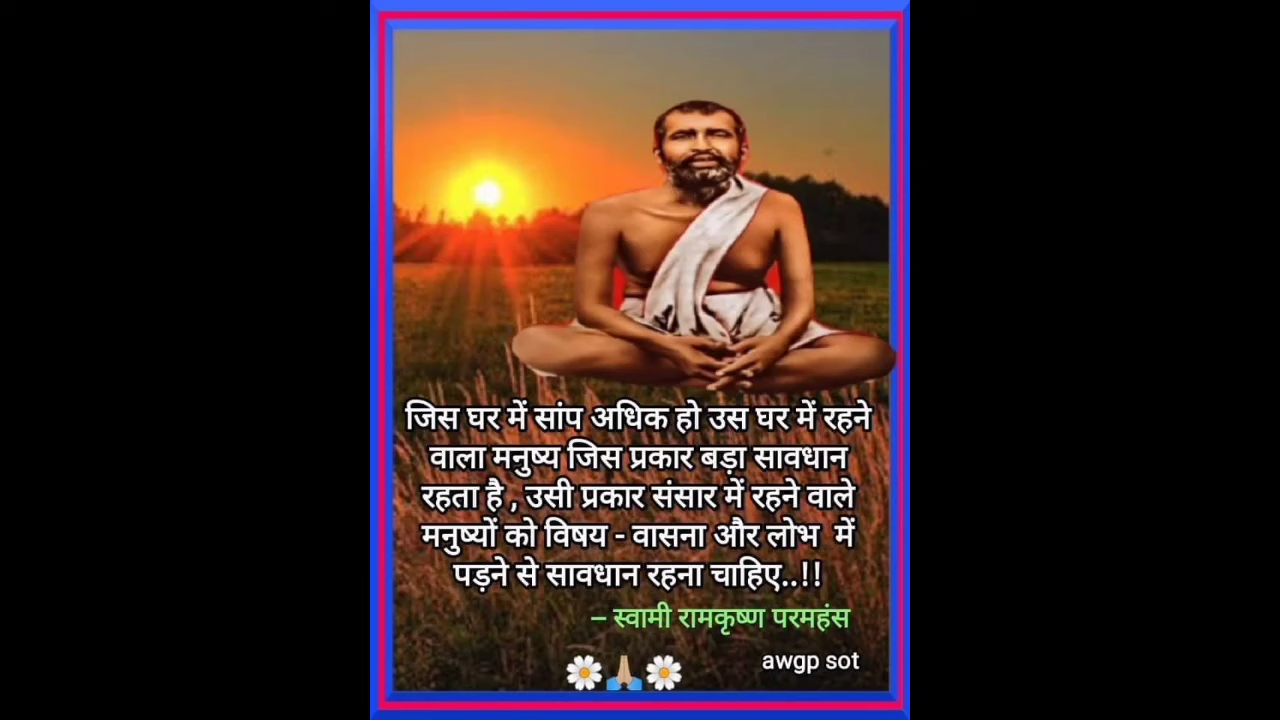 जिस घर में सांप अधिक हो उस घर में रहने
वाला मनुष्य जिस प्रकार बड़ा सावधान
रहता है , उसी प्रकार संसार में रहने वाले
मनुष्यों को विषय - वासना और लोभ में
पड़ने से सावधान रहना चाहिए..!!
– स्वामी रामकृष्ण परमहंस
awgp sot